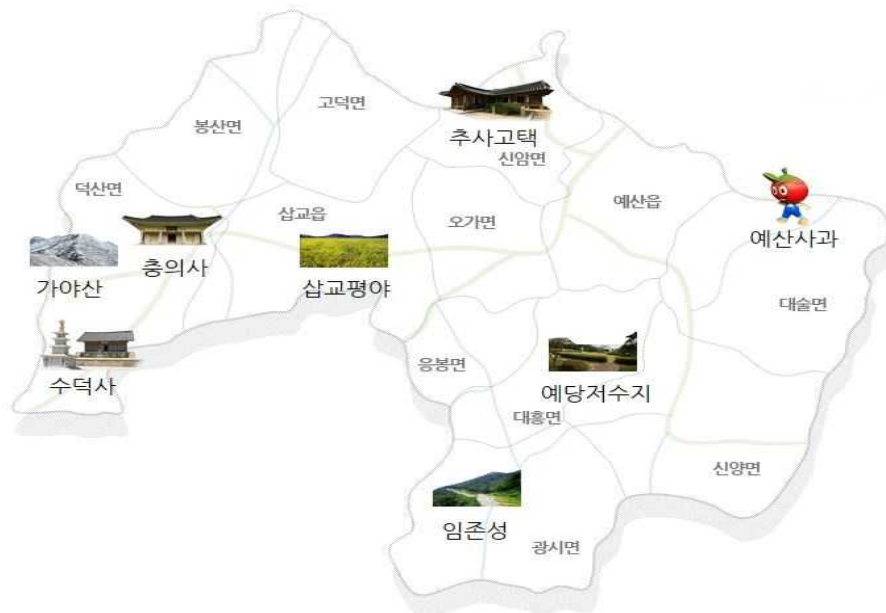 고덕면
봉산면
추사고택
신암면
덕산면
예산읍
삽교읍
오가면
예산사과
충의사
가야산
삽교평야
대술면
응봉면
수덕사
예당저수지
대흥면
신양면
임존성
광시면